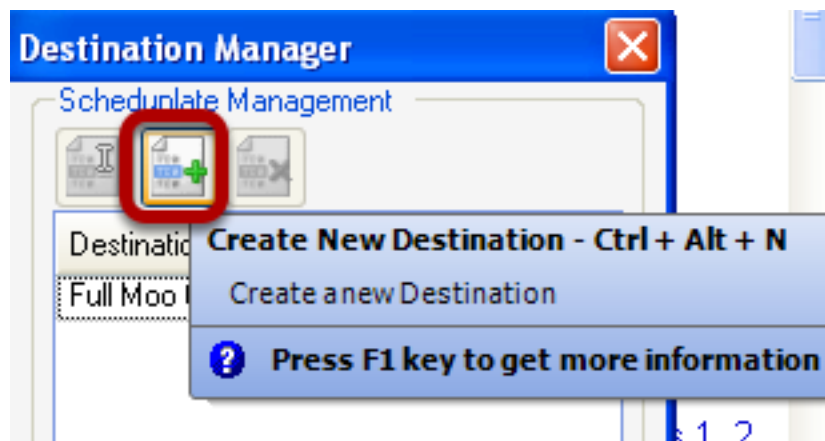 Destination Manager
Scheduplate Management
Create New Destination - Ctrl + Alt + N
Full Moo
Create a new Destination
Press F1 key to get more information
1 2